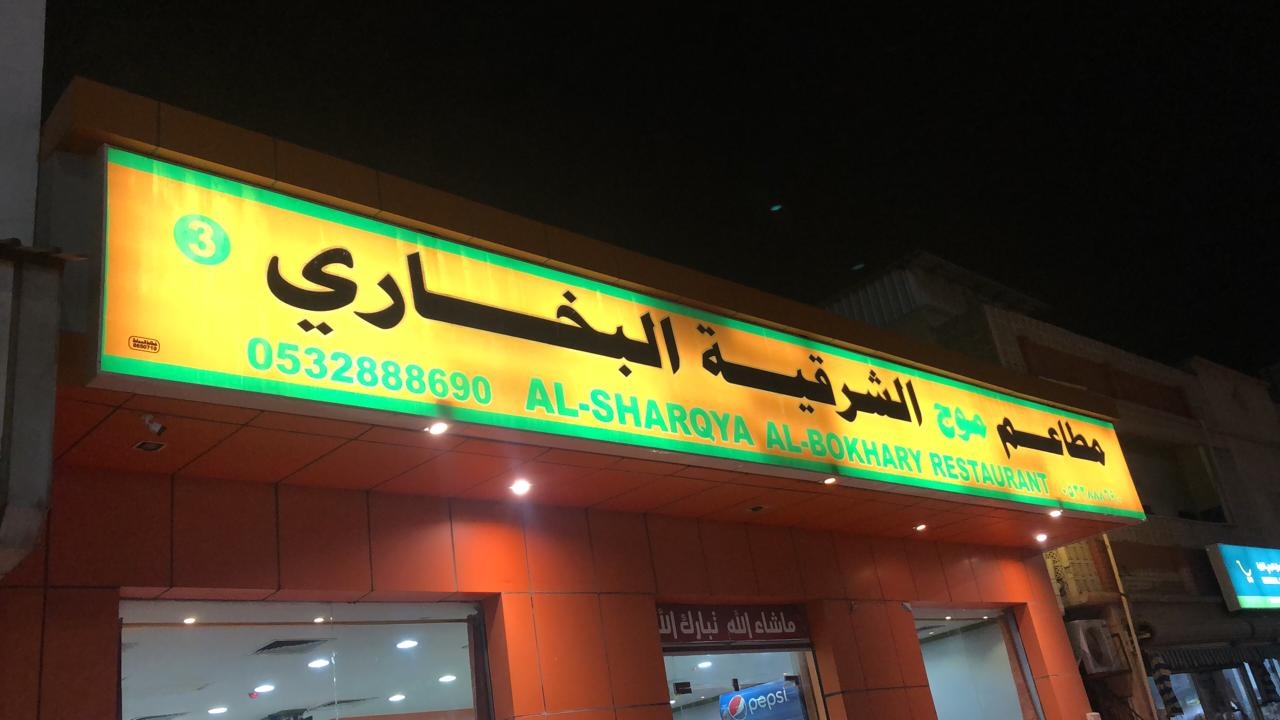 مطاعم موج الشرقية البخاري
3
0532888690 AL-SHARQYA AL-BOKHARY RESTAURANT
ماشاء الله تبارك الله
pepsi